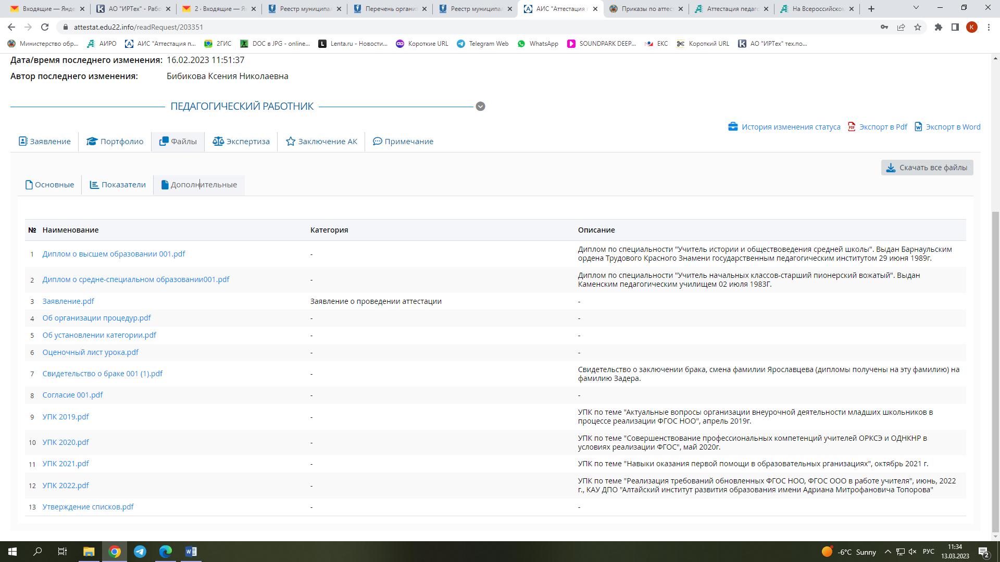 Входящие — Янде
АО "ИРТех" - Рабо
2 · Входящие — Я
Реестр муниципал
Перечень организ
Реестр муниципал
АИС "Аттестация п
Приказы по аттест
Аттестация педаго
На Всероссийском
attestat.edu22.info/readRequest/203351
K
Министерство обр...
АИРО
АИС "Аттестация п...
2ГИС
DOC в JPG - online...
Lenta.ru - Новости...
Короткие URL
Telegram Web
WhatsApp
SOUNDPARK DEEP...
ЕКС
Короткий URL
АО "ИРТех" тех.по...
Дата/время последнего изменения: 16.02.2023 11:51:37
Автор последнего изменения: Бибикова Ксения Николаевна
ПЕДАГОГИЧЕСКИЙ РАБОТНИК
История изменения статуса Экспорт в Pdf Экспорт в Word
Заявление Портфолио Файлы Экспертиза Заключение АК Примечание
Скачать все файлы
Основные Показатели Дополнительные
№ Наименование Категория Описание
1 Диплом о высшем образовании 001.pdf - Диплом по специальности "Учитель истории и обществоведения средней школы". Выдан Барнаульским
ордена Трудового Красного Знамени государственным педагогическим институтом 29 июня 1989г.
2 Диплом о средне-специальном образовании001.pdf - Диплом по специальности "Учитель начальных классов-старший пионерский вожатый". Выдан
Каменским педагогическим училищем 02 июля 1983Г.
3 Заявление.pdf Заявление о проведении аттестации -
4 Об организации процедур.pdf - -
5 Об установлении категории.pdf - -
6 Оценочный лист урока.pdf - -
7 Свидетельство о браке 001 (1).pdf - Свидетельство о заключении брака, смена фамилии Ярославцева (дипломы получены на эту фамилию) на
фамилию Задера.
8 Согласие 001.pdf - -
9 УПК 2019.pdf - УПК по теме "Актуальные вопросы организации внеурочной деятельности младших школьников в
процессе реализации ФГОС НОО", апрель 2019г.
10 УПК 2020.pdf - УПК по теме "Совершенствование профессиональных компетенций учителей ОРКСЭ и ОДНКНР в
условиях реализации ФГОС", май 2020г.
11 УПК 2021.pdf - УПК по теме "Навыки оказания первой помощи в образовательных рганизациях", октябрь 2021 г.
12 УПК 2022.pdf - УПК по теме "Реализация требований обновленных ФГОС НОО, ФГОС ООО в работе учителя", июнь, 2022
г., КАУ ДПО "Алтайский институт развития образования имени Адриана Митрофановича Топорова"
13 Утверждение списков.pdf - -
-6°C Sunny
РУС
11:34
13.03.2023
2